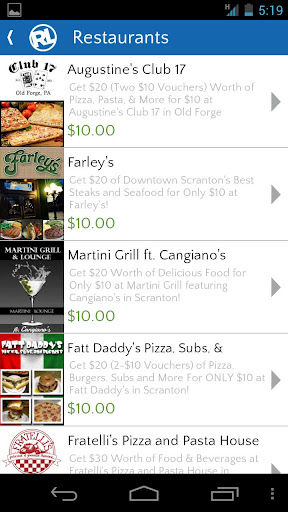 H 5:19
RL Restaurants
Club 17
Old Forge, PA
Augustine's Club 17
Get $20 (Two $10 Vouchers) Worth of
Pizza, Pasta, & More for $10 at
Augustine's Club 17 in Old Forge
$10.00
Farley's
Farley's
Get $20 of Downtown Scranton's Best
Steaks and Seafood for Only $10 at
Farley's!
$10.00
MARTINI GRILL
& LOUNGE
MARTINI LOUNGE
ft. Cangiano's
Martini Grill ft. Cangiano's
Get $20 Worth of Delicious Food for
Only $10 at Martini Grill featuring
Cangiano's in Scranton!
$10.00
FATT DADDY'S
Fatt Daddy's Pizza, Subs, &
Get $20 (2-$10 Vouchers) of Pizza,
Burgers, Subs and More For ONLY $10 at
Fatt Daddy's in Scranton!
$10.00
FRATELLI'S
Fratelli's Pizza and Pasta House
Get $30 Worth of Food & Beverages at
Fratelli's Pizza and Pasta House in